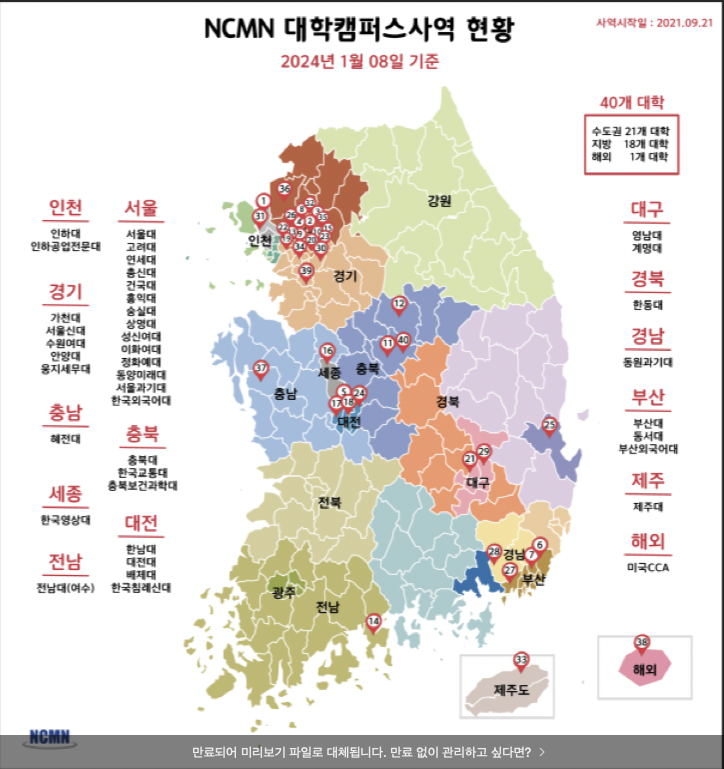 NCMN 대학캠퍼스사역 현황
사역시작일 : 2021.09.21
2024년 1월 08일 기준
40개 대학
수도권 21개 대학
지방 18개 대학
해외 1개 대학
인천
인하대
인하공업전문대
경기
가천대
서울신대
수원여대
안양대
웅지세무대
충남
혜전대
세종
한국영상대
전남
전남대(여수)
서울
서울대
고려대
연세대
총신대
건국대
홍익대
숭실대
상명대
성신여대
이화여대
정화예대
동양미래대
서울과기대
한국외국어대
충북
충북대
한국교통대
충북보건과학대
대전
한남대
대전대
배재대
한국침례신대
대구
영남대
계명대
경북
한동대
경남
동원과기대
부산
부산대
동서대
부산외국어대
제주
제주대
해외
미국CCA
강원
36
1
31
32
인천
34
30
39
경기
12
11
40
충북
16
세종
37
충남
5
24
17
18
대전
경북
25
21
29
대구
전북
28
경남
6
7
27
부산
광주
전남
14
33
제주도
38
해외
NCMN
만료되어 미리보기 파일로 대체됩니다. 만료 없이 관리하고 싶다면? >